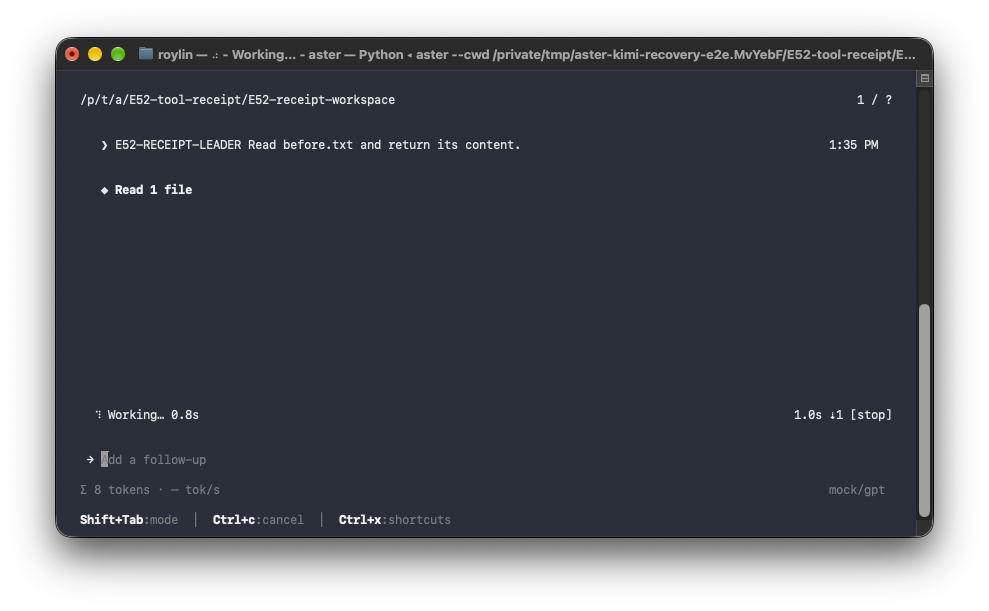 roylin — ⠴ - Working... - aster — Python ◂ aster --cwd /private/tmp/aster-kimi-recovery-e2e.MvYebF/E52-tool-receipt/E...
/p/t/a/E52-tool-receipt/E52-receipt-workspace 1 / ?
❯ E52-RECEIPT-LEADER Read before.txt and return its content. 1:35 PM
◆ Read 1 file
⠹ Working… 0.8s 1.0s ↓1 [stop]
→ Add a follow-up
Σ 8 tokens · — tok/s mock/gpt
Shift+Tab:mode │ Ctrl+c:cancel │ Ctrl+x:shortcuts